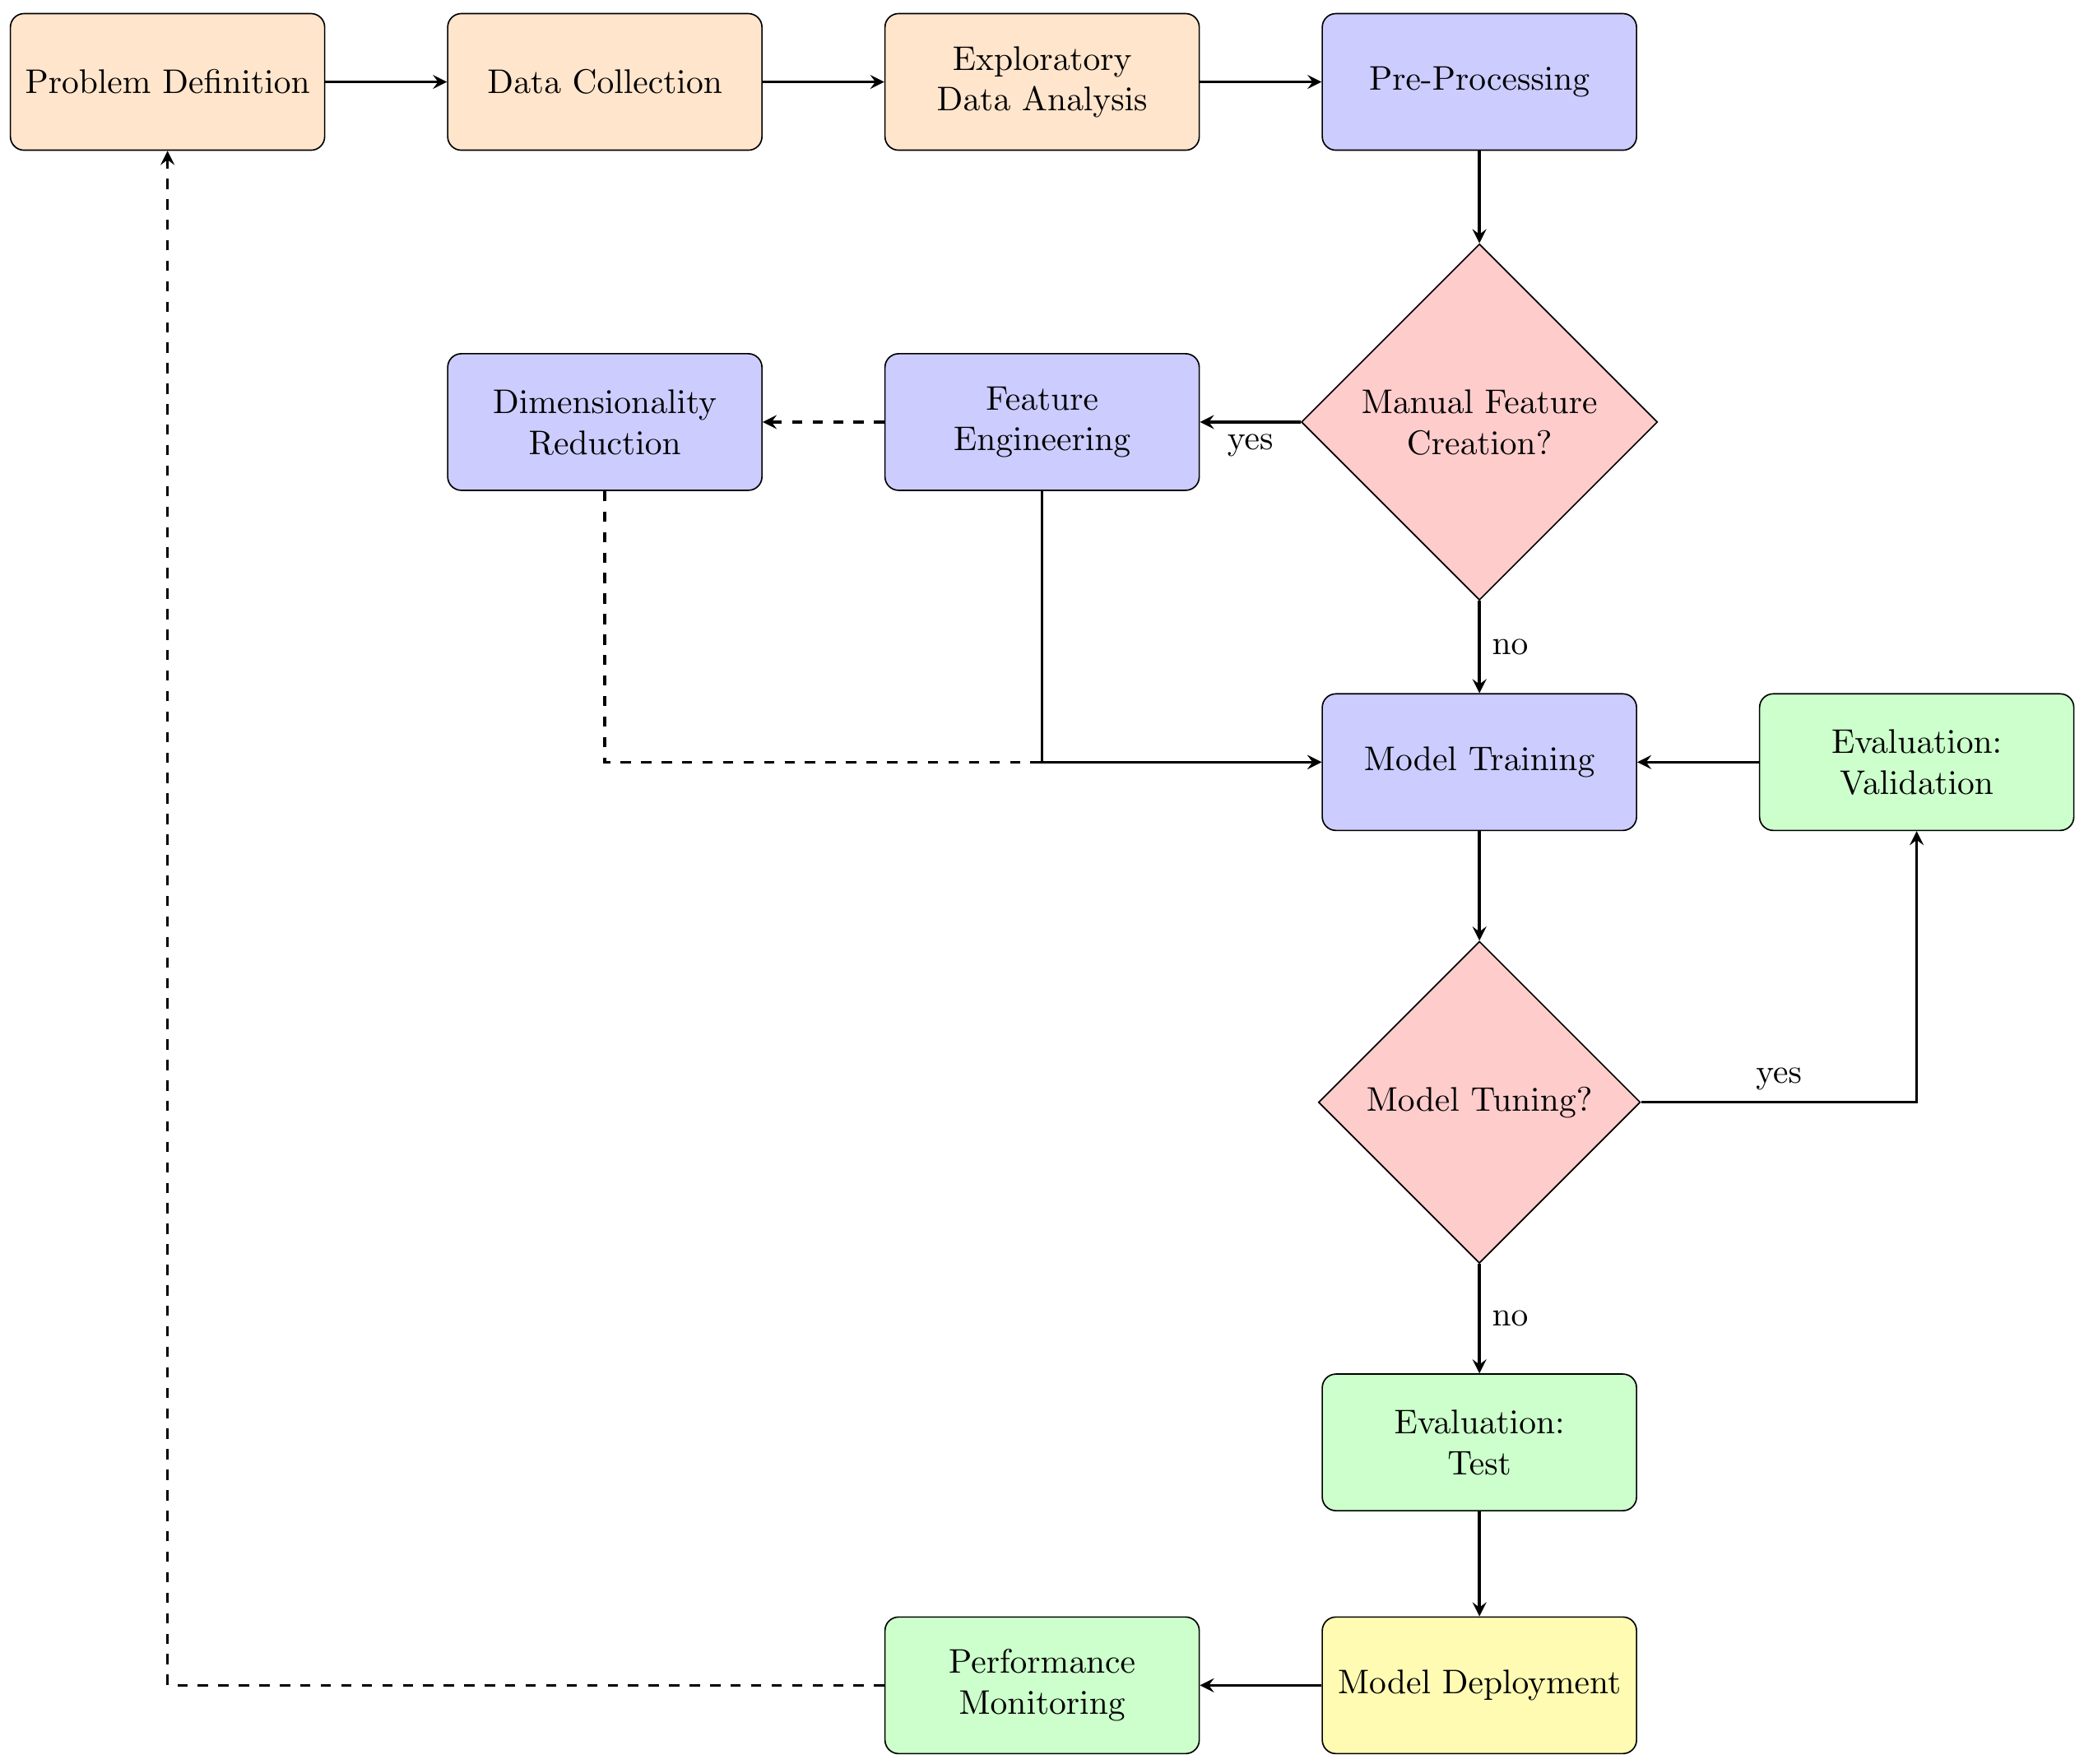 Problem Definition
Data Collection
Exploratory
Data Analysis
Pre-Processing
Dimensionality
Reduction
Feature
Engineering
yes
Manual Feature
Creation?
no
Model Training
Evaluation:
Validation
Model Tuning?
yes
no
Evaluation:
Test
Performance
Monitoring
Model Deployment